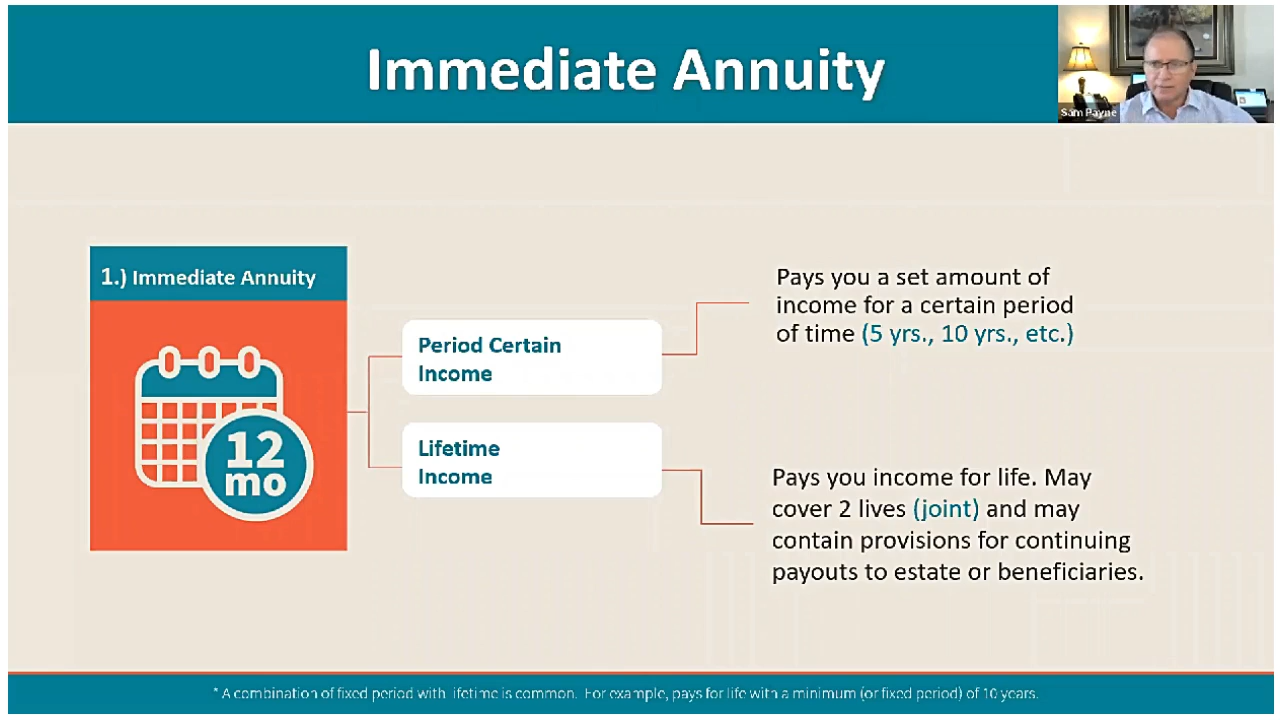 Immediate Annuity
Sam Payne
1.) Immediate Annuity
12
mo
Period Certain
Income
Lifetime
Income
Pays you a set amount of
income for a certain period
of time (5 yrs., 10 yrs., etc.)
Pays you income for life. May
cover 2 lives (joint) and may
contain provisions for continuing
payouts to estate or beneficiaries.
* A combination of fixed period with lifetime is common. For example, pays for life with a minimum (or fixed period) of 10 years.